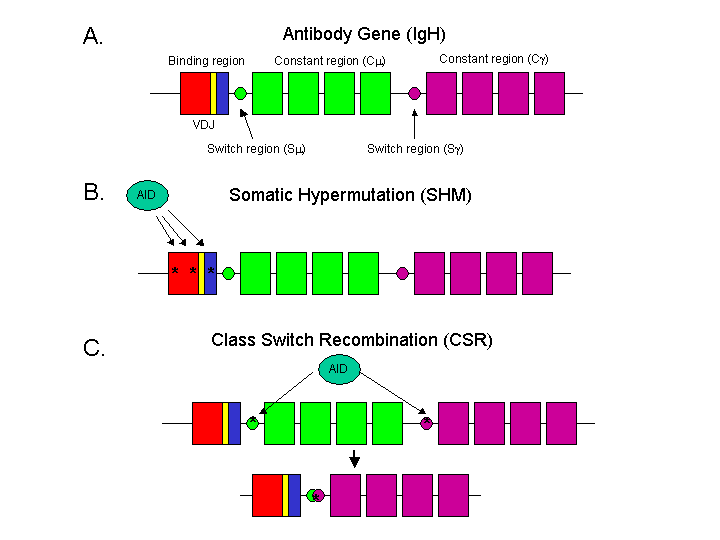 A.
Antibody Gene (IgH)
Binding region
Constant region (Cμ)
Constant region (Cγ)
VDJ
Switch region (Sμ)
Switch region (Sγ)
B.
AID
Somatic Hypermutation (SHM)
* * *
C.
Class Switch Recombination (CSR)
AID
* *
*